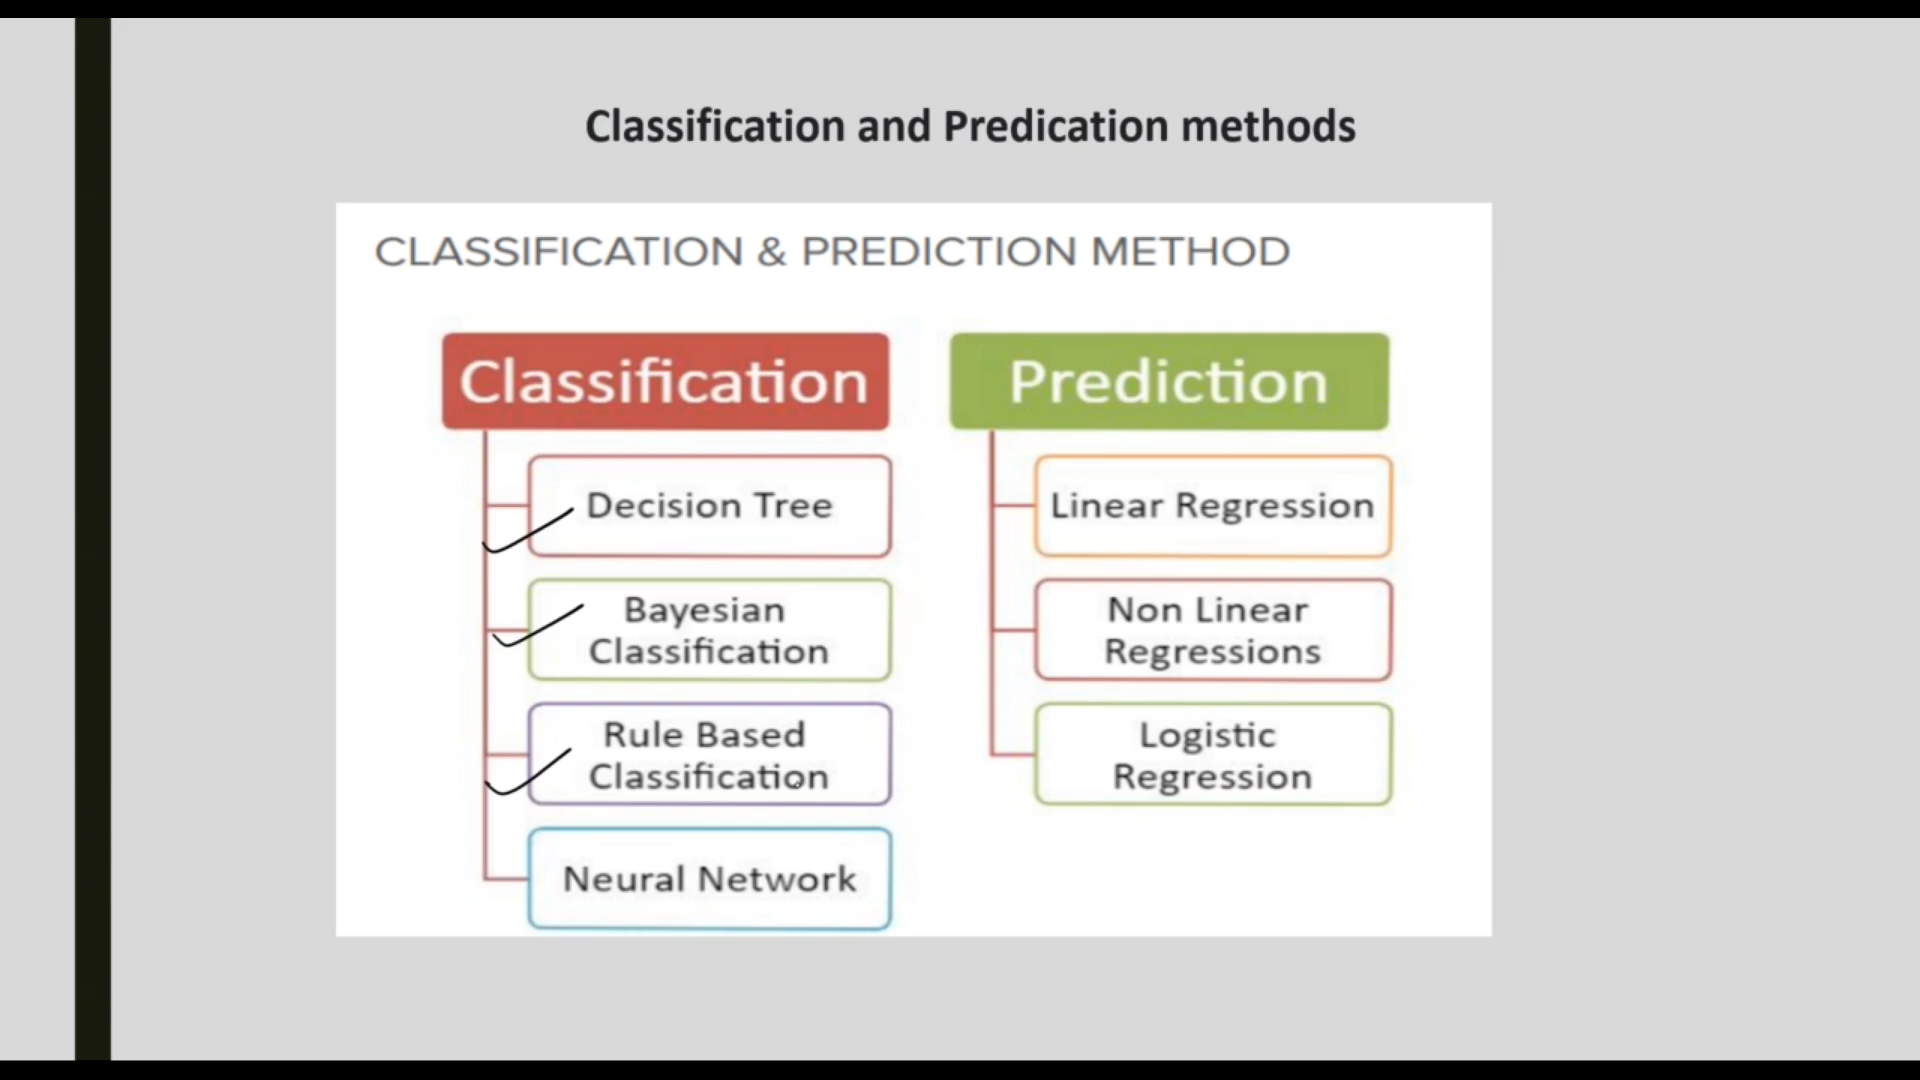 Classification and Predication methods
CLASSIFICATION & PREDICTION METHOD
Classification
Decision Tree
Bayesian
Classification
Rule Based
Classification
Neural Network
Prediction
Linear Regression
Non Linear
Regressions
Logistic
Regression